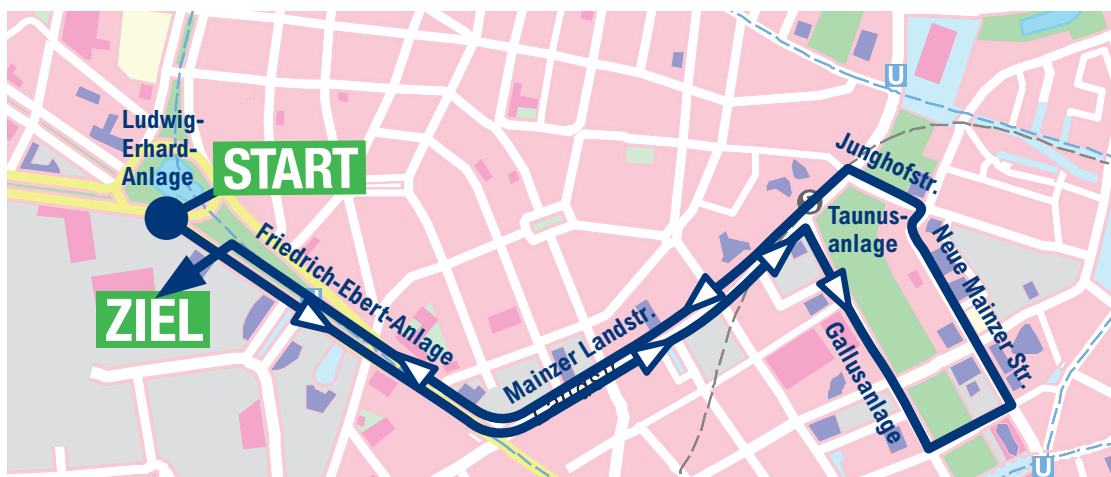 Ludwig-
Erhard-
Anlage
START
ZIEL
Friedrich-Ebert-Anlage
Mainzer Landstr.
Junghofstr.
S
Taunus-
anlage
Neue Mainzer Str.
Gallusanlage
U
U